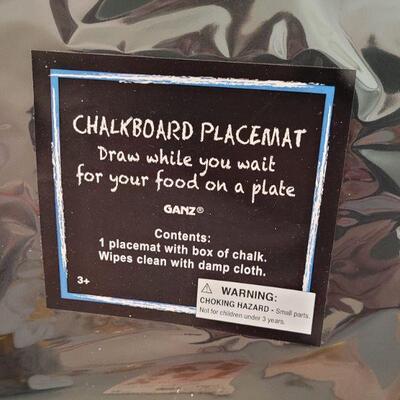 CHALKBOARD PLACEMAT
Draw while you wait
for your food on a plate
GANZ®
Contents:
1 placemat with box of chalk.
Wipes clean with damp cloth.
3+
⚠ WARNING:
CHOKING HAZARD - Small parts.
Not for children under 3 years.